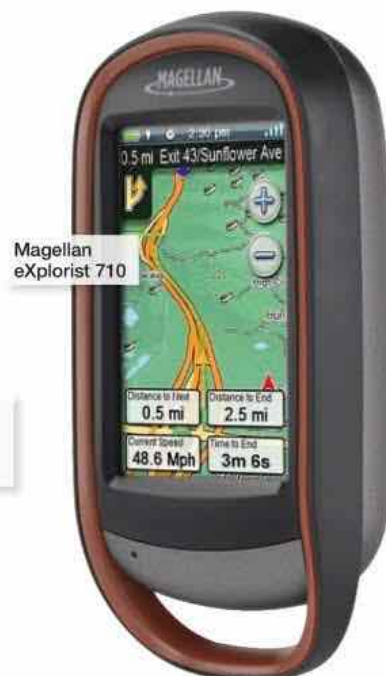 MAGELLAN
2:30 pm
0.5 mi Exit 43/Sunflower Ave
Magellan
eXplorist 710
Distance to Next
0.5 mi
Distance to End
2.5 mi
Current Speed
48.6 Mph
Time to End
3m 6s